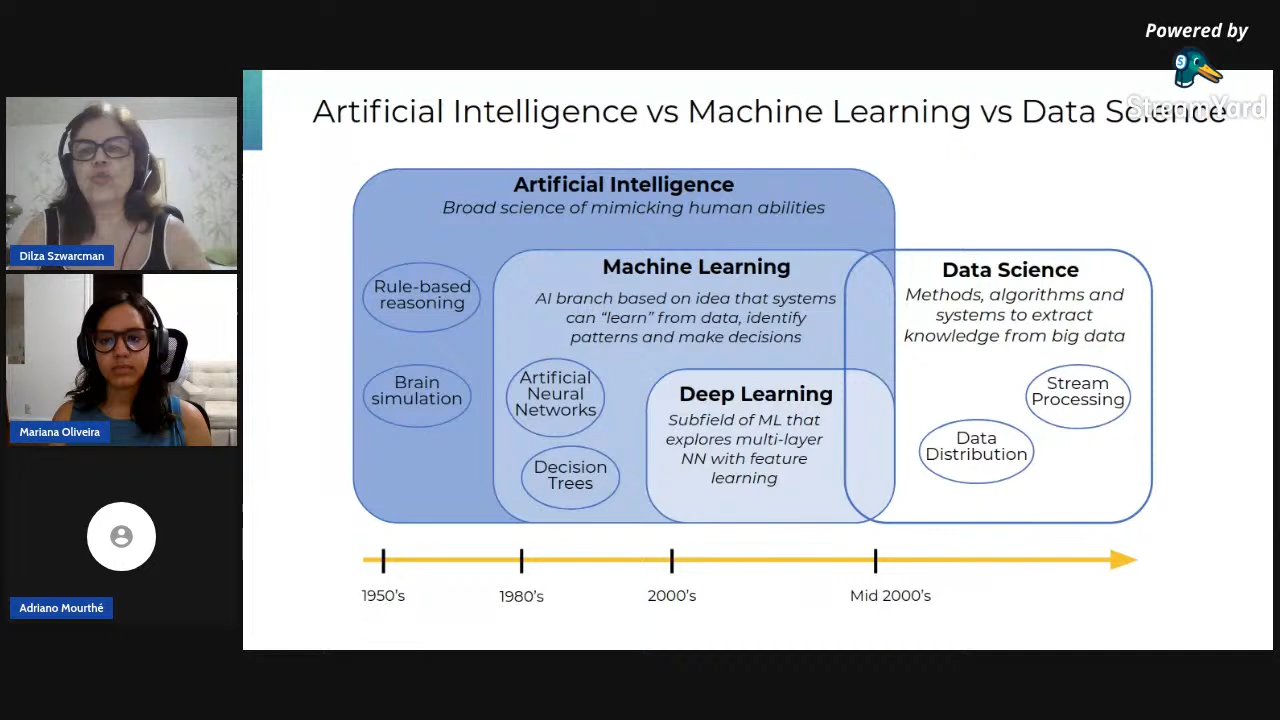 Powered by
StreamYard
Artificial Intelligence vs Machine Learning vs Data Science
Artificial Intelligence
Broad science of mimicking human abilities
Rule-based
reasoning
Brain
simulation
Machine Learning
AI branch based on idea that systems
can “learn” from data, identify
patterns and make decisions
Artificial
Neural
Networks
Decision
Trees
Deep Learning
Subfield of ML that
explores multi-layer
NN with feature
learning
Data Science
Methods, algorithms and
systems to extract
knowledge from big data
Stream
Processing
Data
Distribution
1950’s
1980’s
2000’s
Mid 2000’s
Dilza Szwarcman
Mariana Oliveira
Adriano Mourthé
S